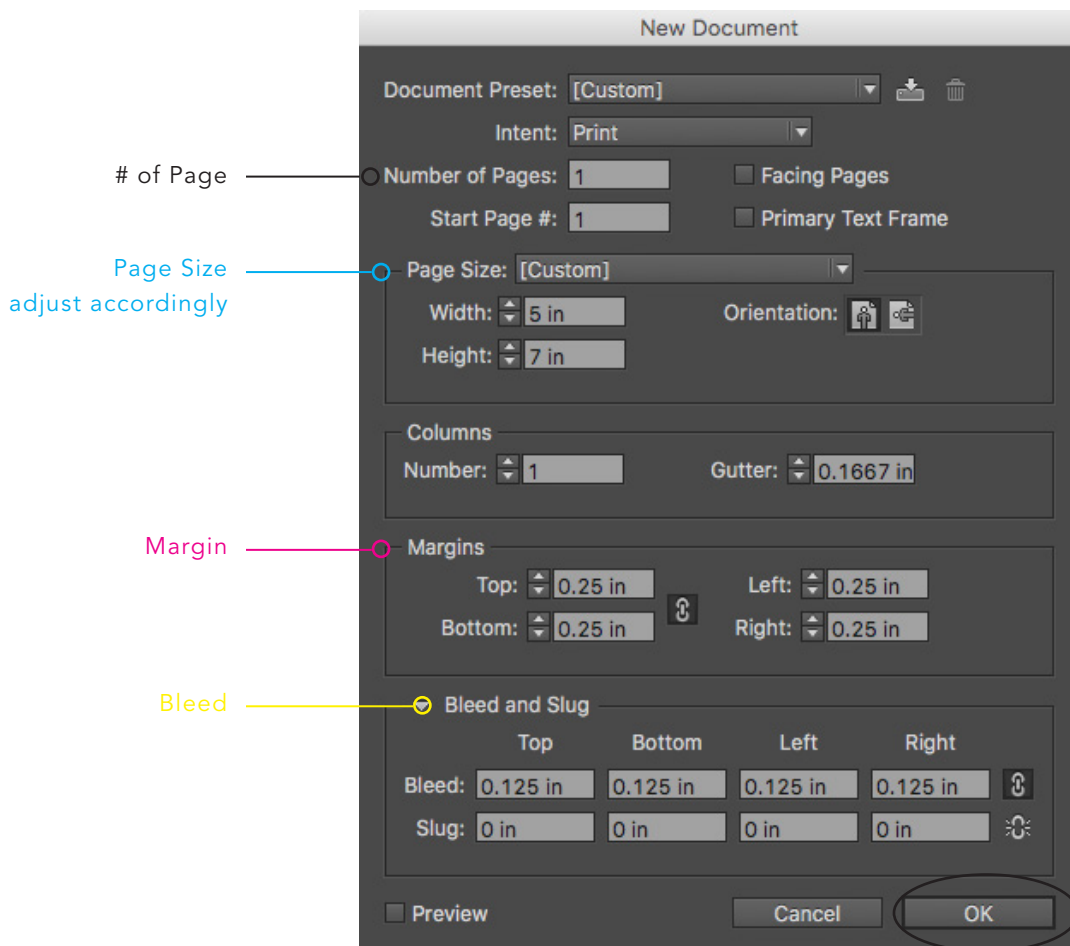 New Document
Document Preset: [Custom]
Intent: Print
# of Page
Number of Pages: 1 Facing Pages
Start Page #: 1 Primary Text Frame
Page Size
adjust accordingly
Page Size: [Custom]
Width: 5 in Orientation:
Height: 7 in
Columns
Number: 1 Gutter: 0.1667 in
Margin
Margins
Top: 0.25 in Left: 0.25 in
Bottom: 0.25 in Right: 0.25 in
Bleed
Bleed and Slug
Top Bottom Left Right
Bleed: 0.125 in 0.125 in 0.125 in 0.125 in
Slug: 0 in 0 in 0 in 0 in
Preview Cancel OK